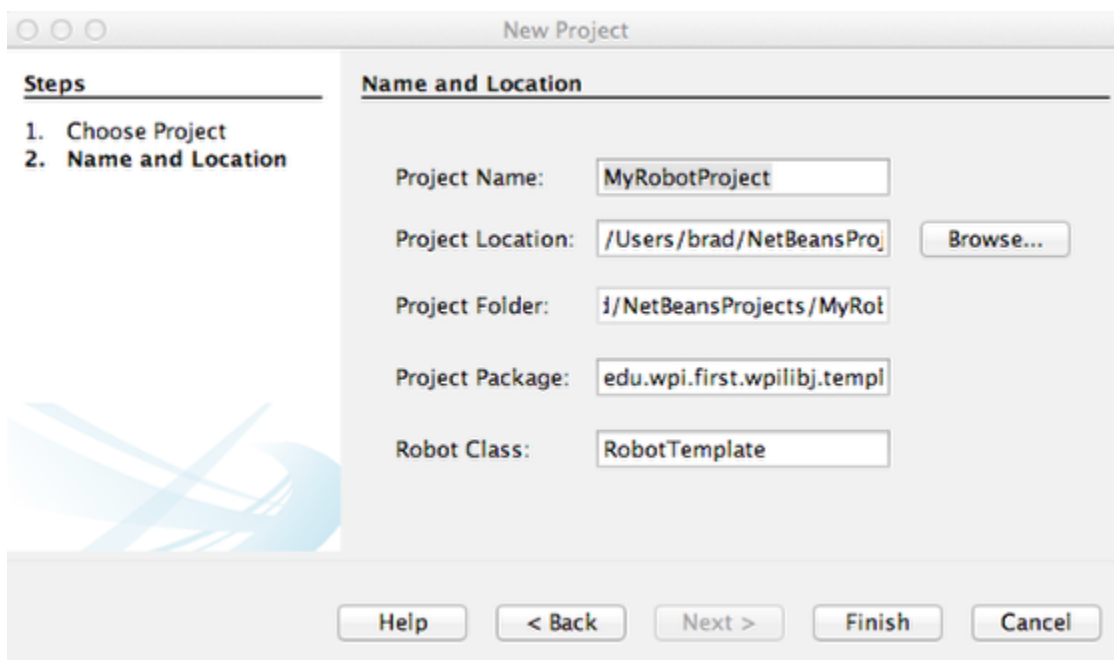 New Project
Steps
1. Choose Project
2. Name and Location
Name and Location
Project Name: MyRobotProject
Project Location: /Users/brad/NetBeansProj Browse...
Project Folder: d/NetBeansProjects/MyRob
Project Package: edu.wpi.first.wpilibj.templ
Robot Class: RobotTemplate
Help < Back Next > Finish Cancel